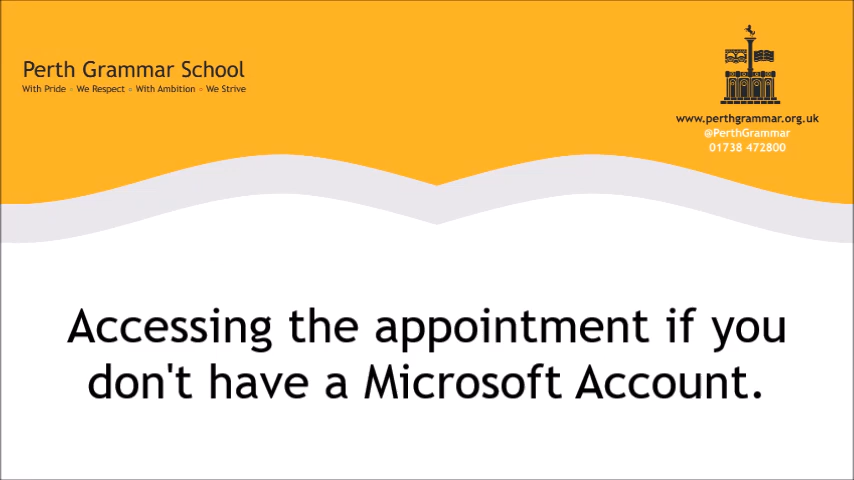 Perth Grammar School
With Pride ◦ We Respect ◦ With Ambition ◦ We Strive
www.perthgrammar.org.uk
@PerthGrammar
01738 472800
Accessing the appointment if you
don't have a Microsoft Account.